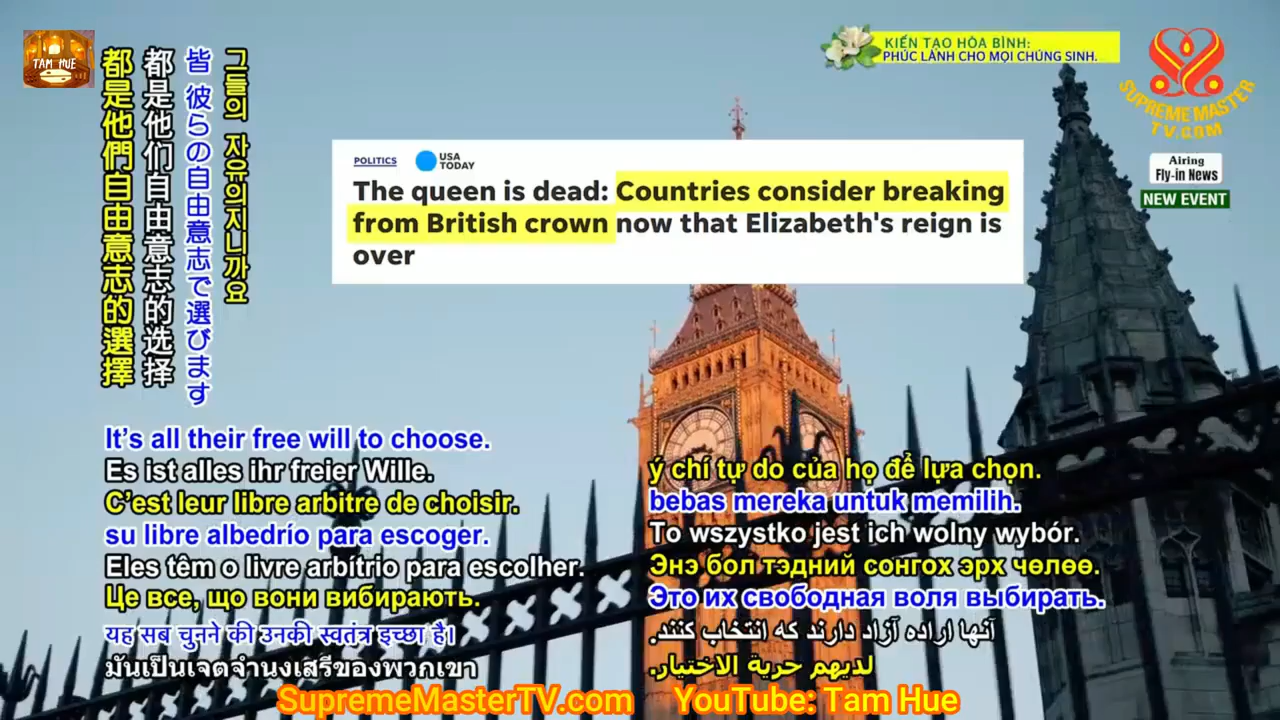 TAM HUE
都是他們自由意志的選擇
都是他们自由意志的选择
皆 彼らの自由意志で選びます
그들의 자유의지니까요
KIẾN TẠO HÒA BÌNH:
PHÚC LÀNH CHO MỌI CHÚNG SINH.
SUPREME MASTER
TV.COM
Airing
Fly-in News
NEW EVENT
POLITICS
USA
TODAY
The queen is dead: Countries consider breaking
from British crown now that Elizabeth's reign is
over
It's all their free will to choose.
Es ist alles ihr freier Wille.
C'est leur libre arbitre de choisir.
su libre albedrío para escoger.
Eles têm o livre arbítrio para escolher.
Це все, що вони вибирають.
यह सब चुनने की उनकी स्वतंत्र इच्छा है।
มันเป็นเจตจำนงเสรีของพวกเขา
ý chí tự do của họ để lựa chọn.
bebas mereka untuk memilih.
To wszystko jest ich wolny wybór.
Энэ бол тэдний сонгох эрх чөлөө.
Это их свободная воля выбирать.
آنها اراده آزاد دارند که انتخاب کنند.
لديهم حرية الاختيار.
SupremeMasterTV.com YouTube: Tam Hue